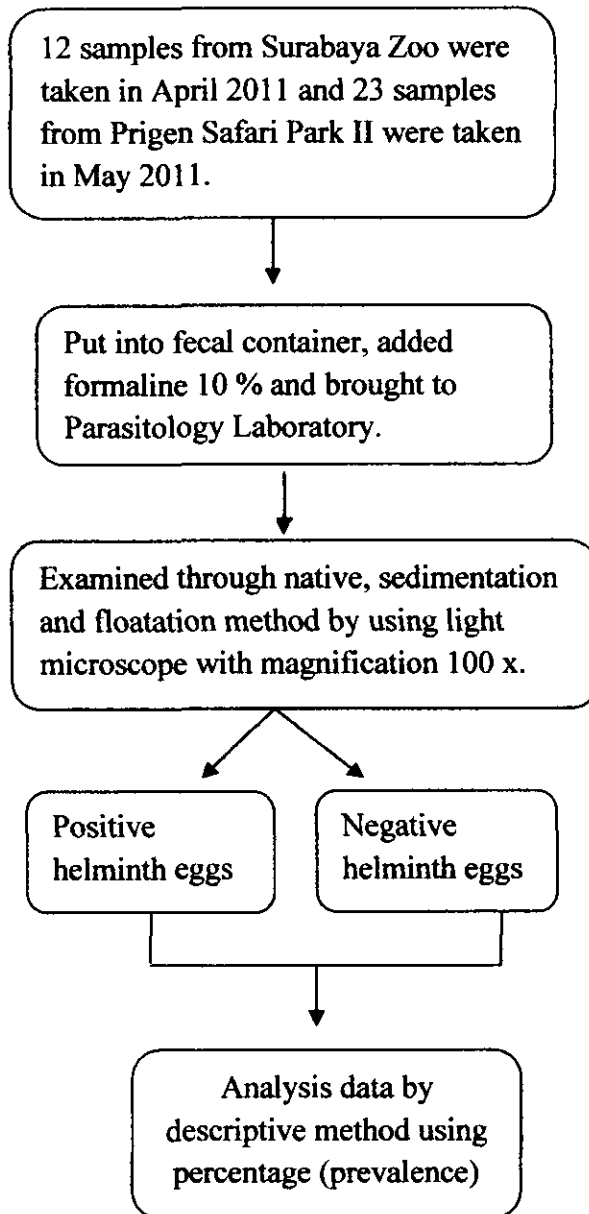 12 samples from Surabaya Zoo were
taken in April 2011 and 23 samples
from Prigen Safari Park II were taken
in May 2011.
Put into fecal container, added
formaline 10 % and brought to
Parasitology Laboratory.
Examined through native, sedimentation
and floatation method by using light
microscope with magnification 100 x.
Positive
helminth eggs
Negative
helminth eggs
Analysis data by
descriptive method using
percentage (prevalence)